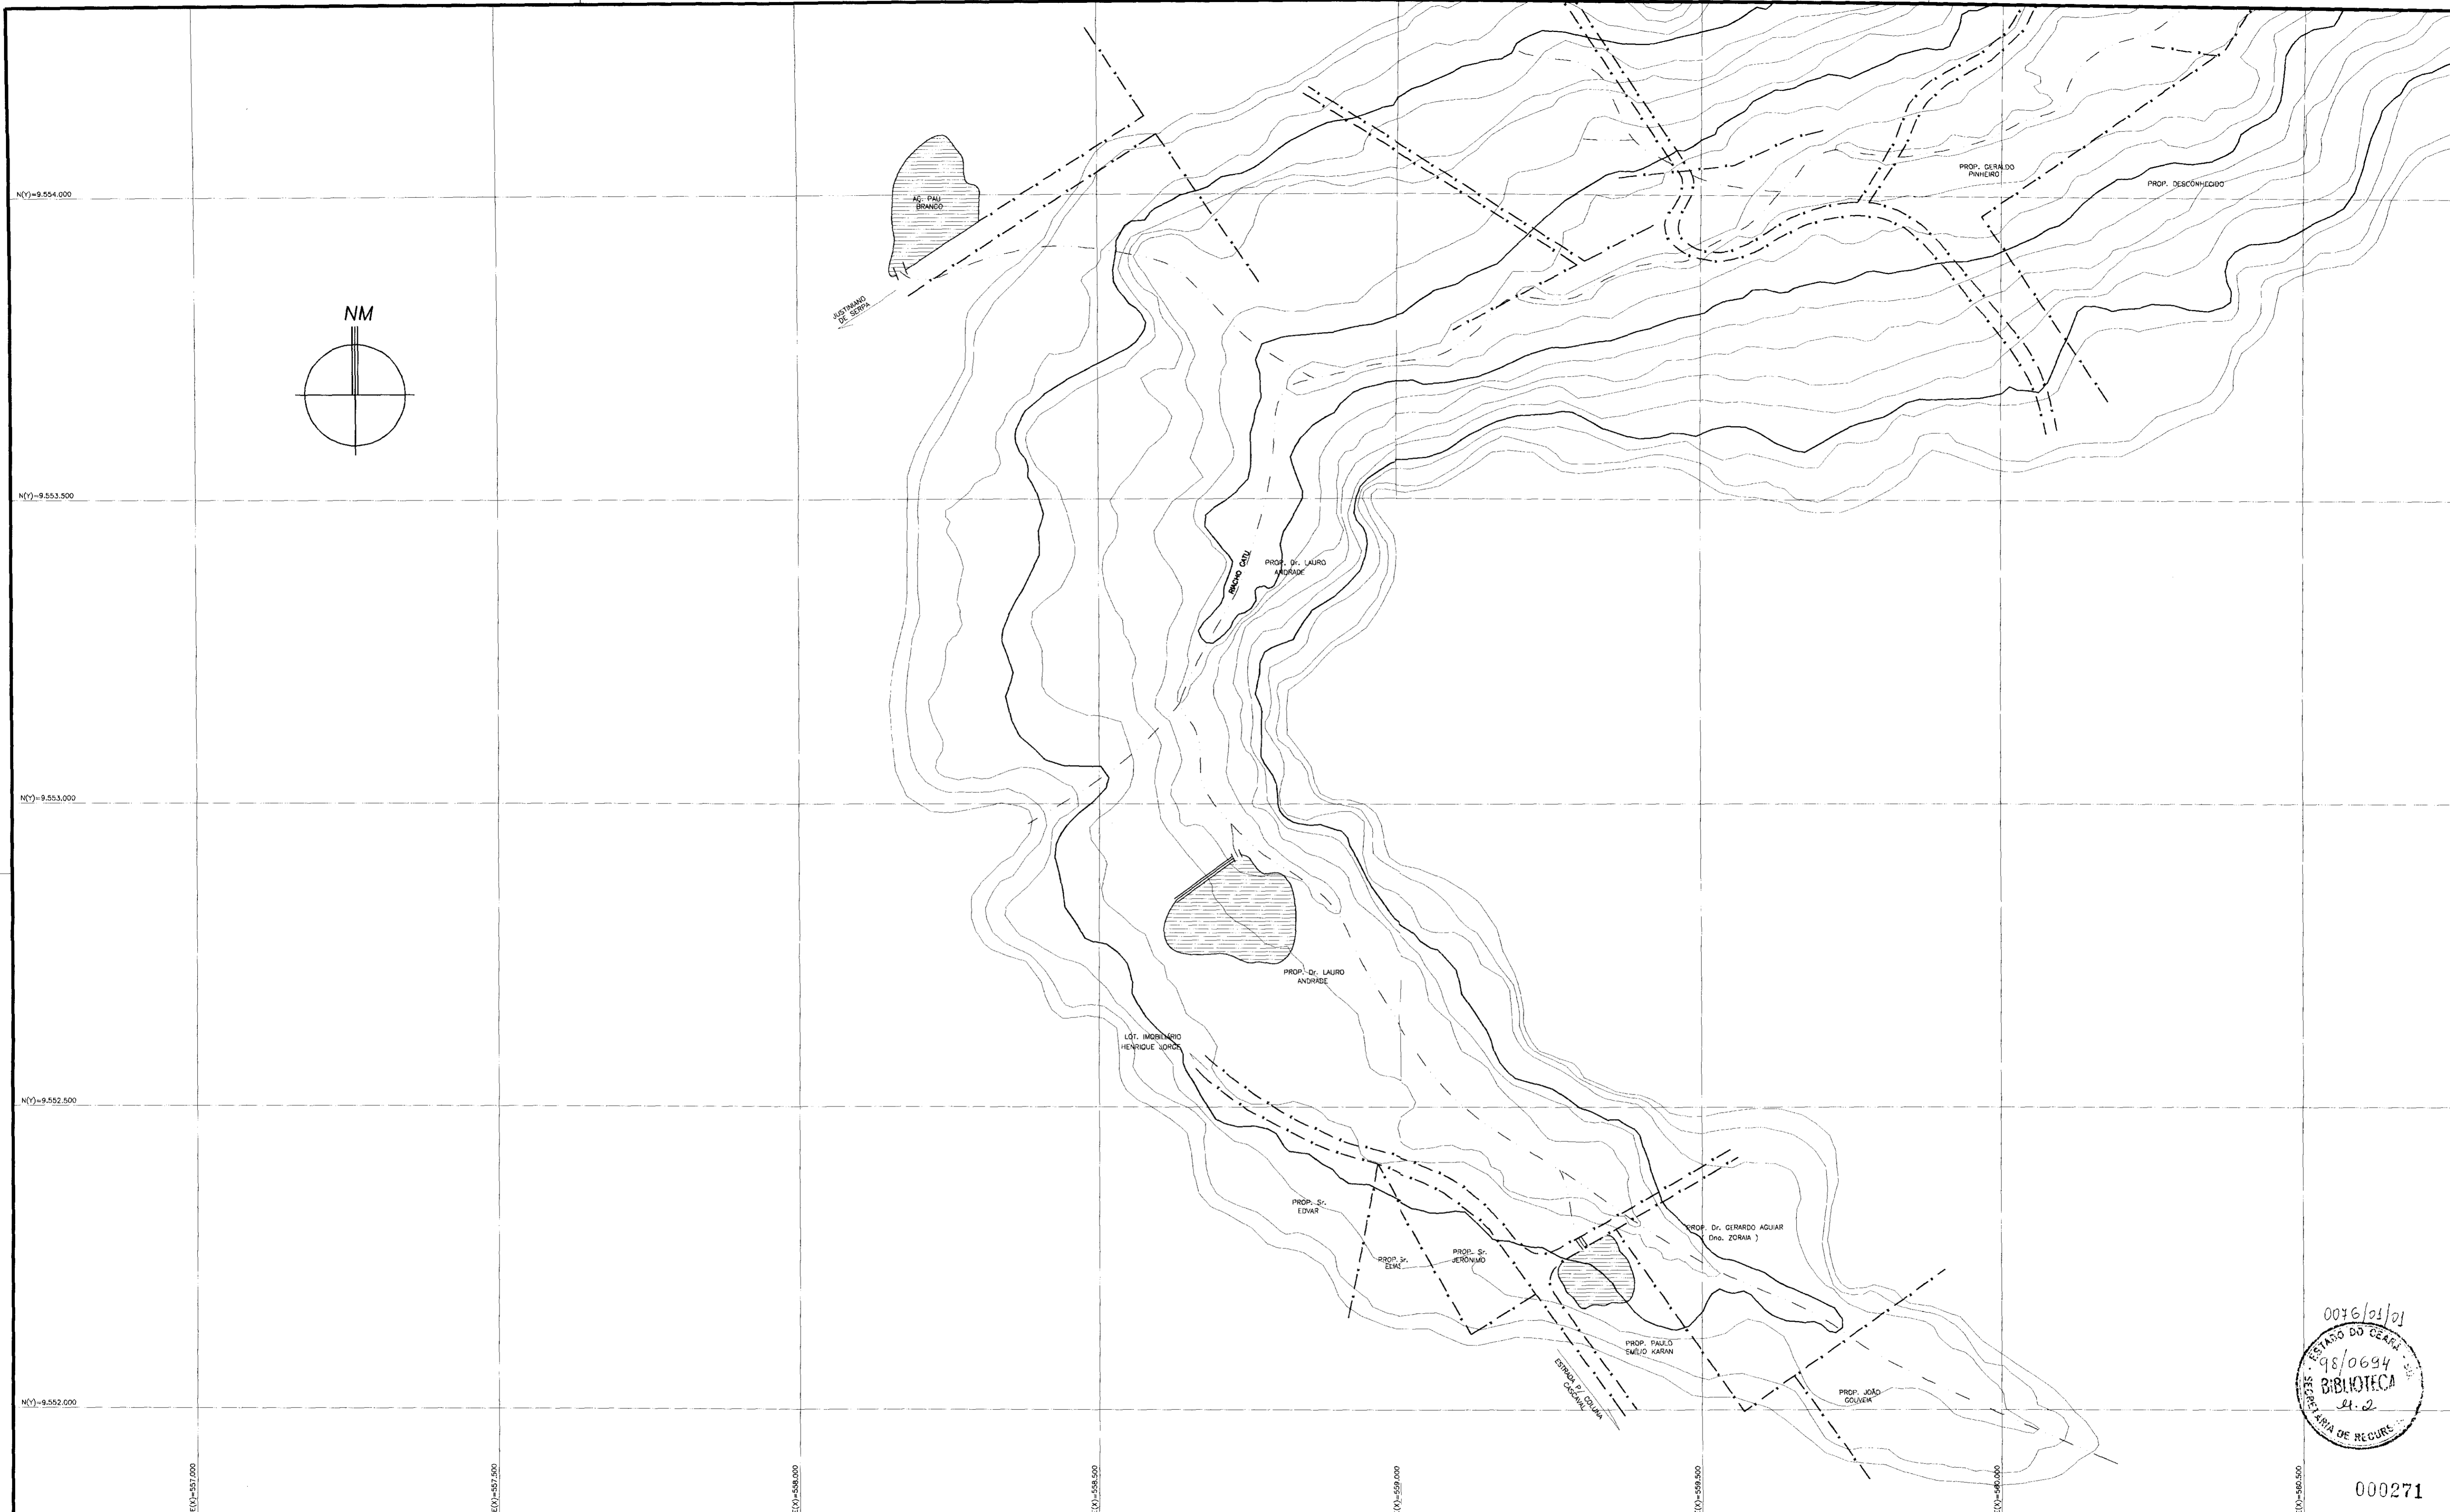 PROP. GERALDO
PINHEIRO
PROP. DESCONHECIDO
N(Y)=9.554.000
AÇ. PAU
BRANCO
JUSTINIANO
DE SERPA
NM
N(Y)=9.553.500
RIACHO CATU
PROP. Dr. LAURO
ANDRADE
N(Y)=9.553.000
PROP. Dr. LAURO
ANDRADE
LOT. IMOBILIÁRIO
HENRIQUE JORGE
N(Y)=9.552.500
PROP. Sr.
EDVAR
PROP. Sr.
ELIAS
PROP. Sr.
JERÔNIMO
PROP. Dr. GERARDO AGUIAR
( Dna. ZORAIA )
PROP. PAULO
EMÍLIO KARAN
ESTRADA P/ COLUNA
CASCAVAL
PROP. JOÃO
GOUVEIA
N(Y)=9.552.000
E(X)=557.000
E(X)=557.500
E(X)=558.000
E(X)=558.500
E(X)=559.000
E(X)=559.500
E(X)=560.000
E(X)=560.500
0076/01/01
ESTADO DO CEARÁ
98/0694
BIBLIOTECA
SECRETARIA DE RECURS
000271